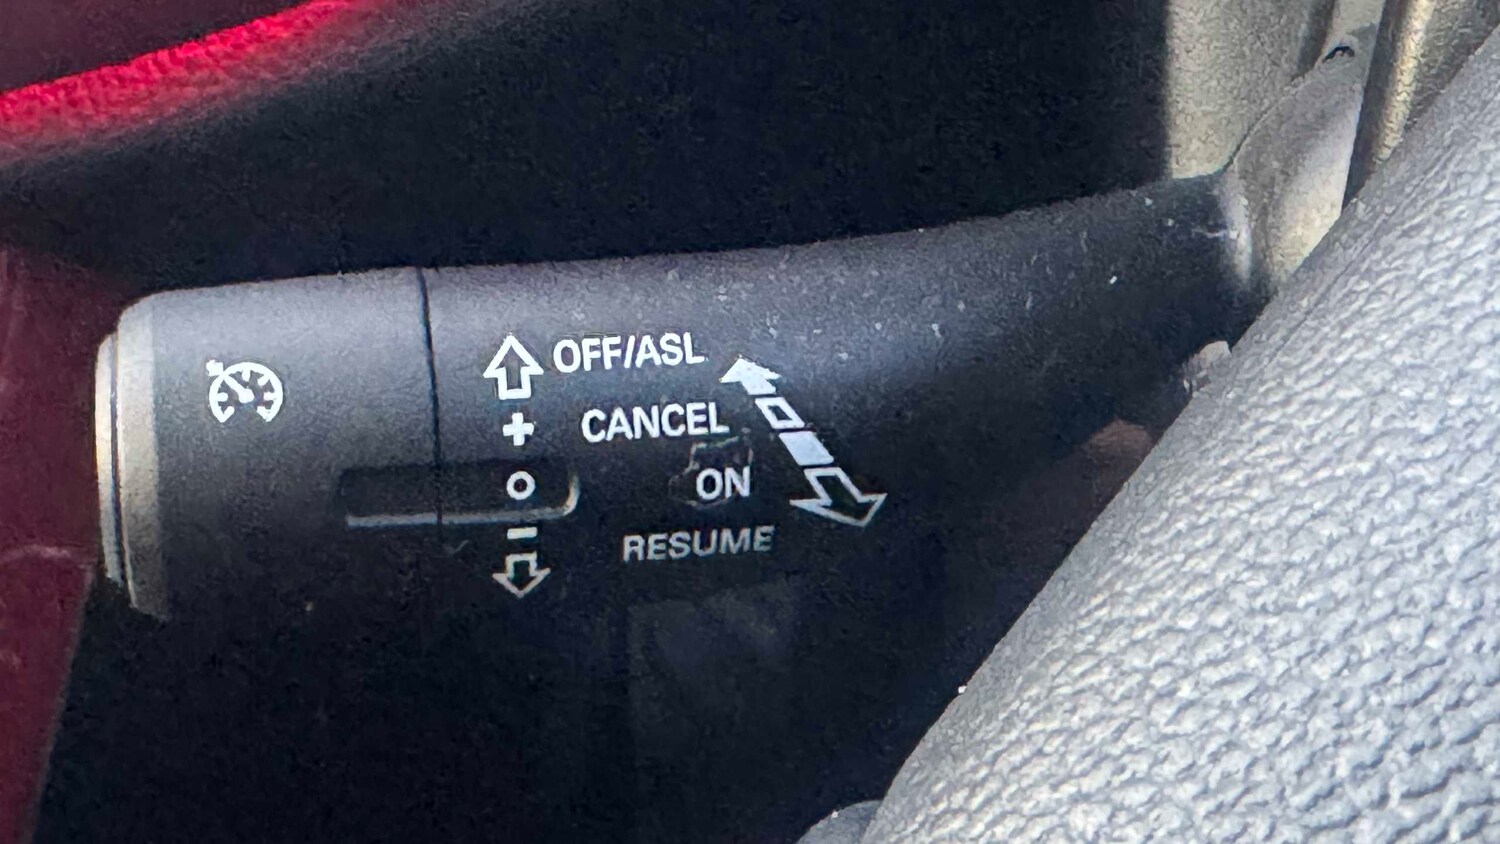 OFF/ASL
+ CANCEL
O ON
- RESUME